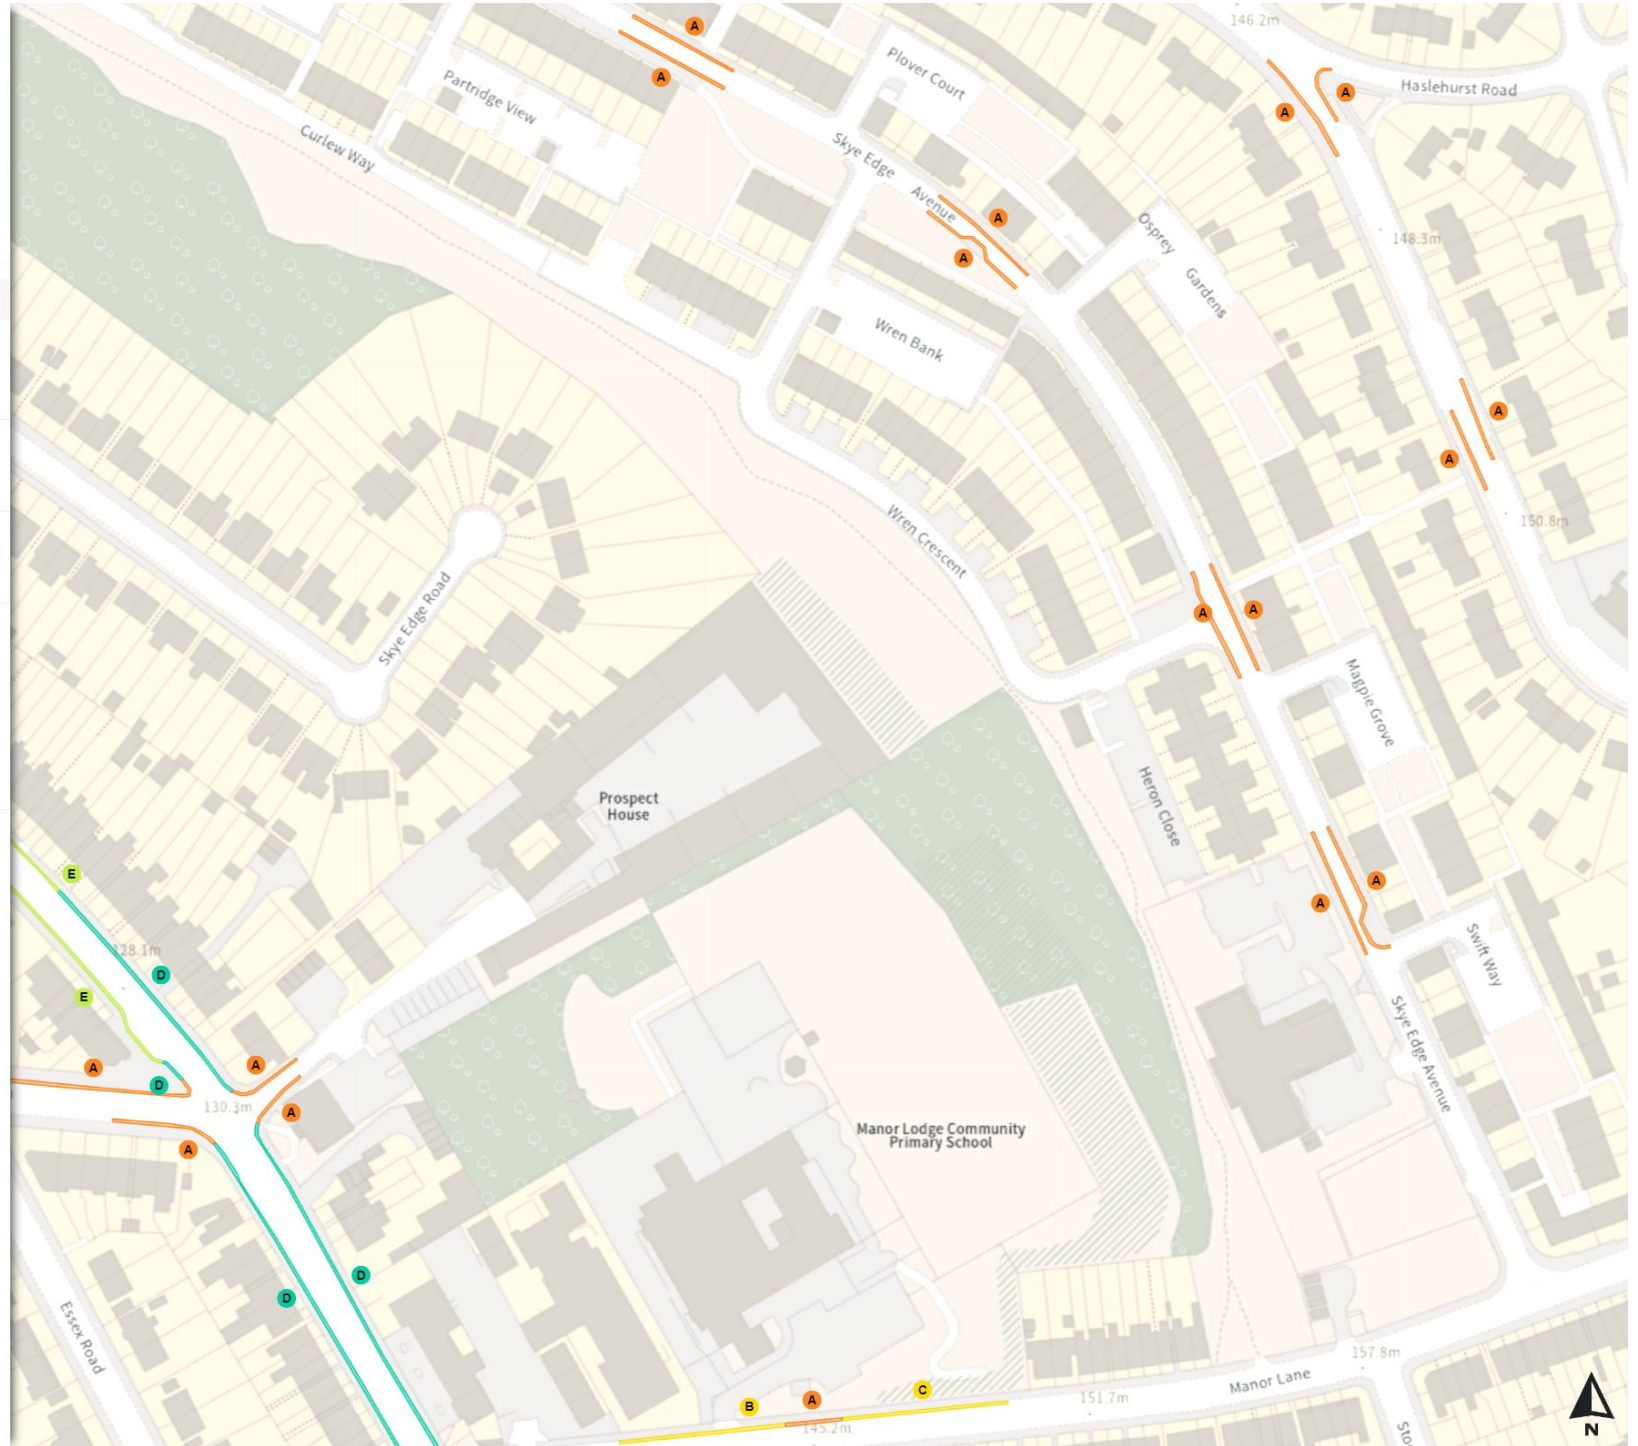 146.2m
A
A
Plover Court
Haslehurst Road
A
A
Partridge View
Curlew Way
Skye Edge
Avenue
A
A
Osprey
Gardens
148.3m
Wren Bank
A
A
150.8m
Wren Crescent
Skye Edge Road
A
A
Magpie Grove
Prospect
House
Heron Close
E
A
A
128.1m
D
E
Swift Way
Skye Edge Avenue
A
D
A
130.3m
A
A
Manor Lodge Community
Primary School
D
D
Essex Road
157.8m
Manor Lane
C
B
A
151.7m
145.2m
Sto
N